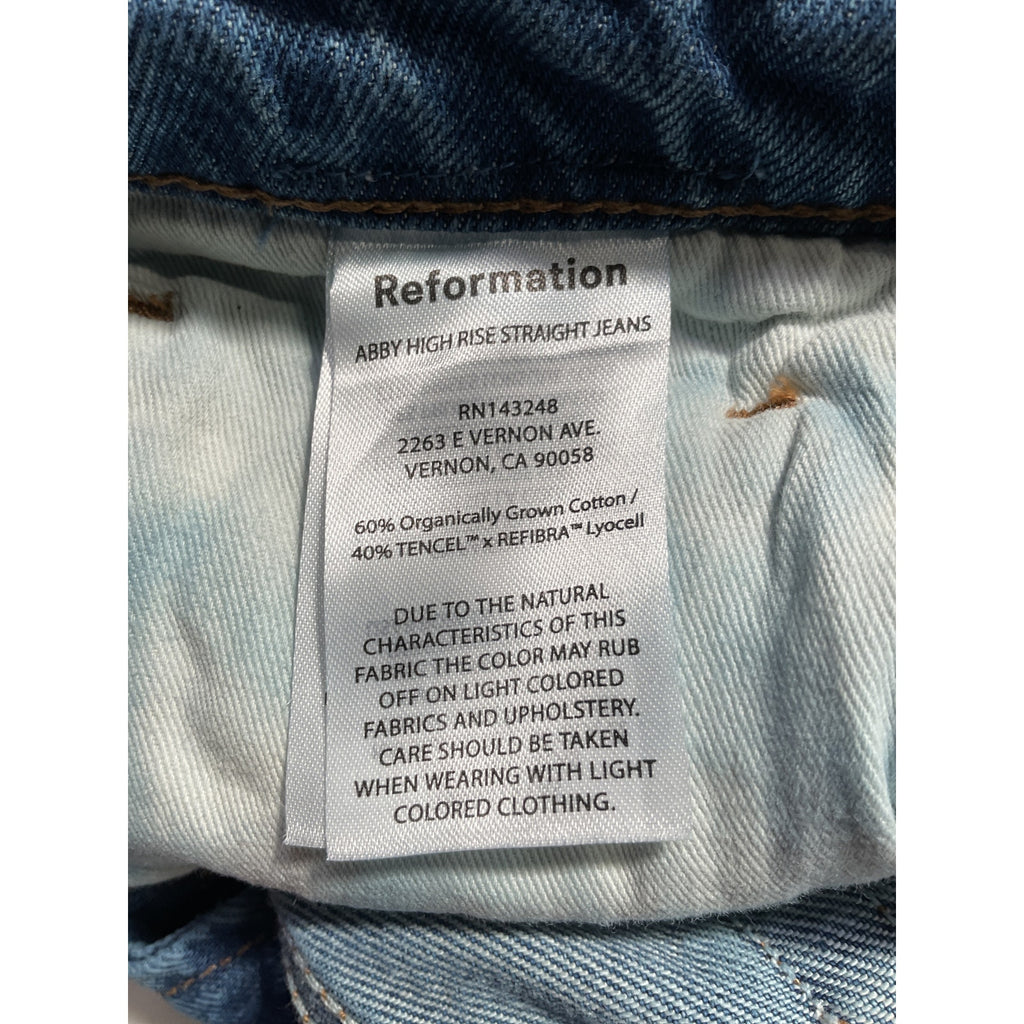 Reformation
ABBY HIGH RISE STRAIGHT JEANS
RN143248
2263 E VERNON AVE.
VERNON, CA 90058
60% Organically Grown Cotton /
40% TENCEL™ x REFIBRA™ Lyocell
DUE TO THE NATURAL
CHARACTERISTICS OF THIS
FABRIC THE COLOR MAY RUB
OFF ON LIGHT COLORED
FABRICS AND UPHOLSTERY.
CARE SHOULD BE TAKEN
WHEN WEARING WITH LIGHT
COLORED CLOTHING.